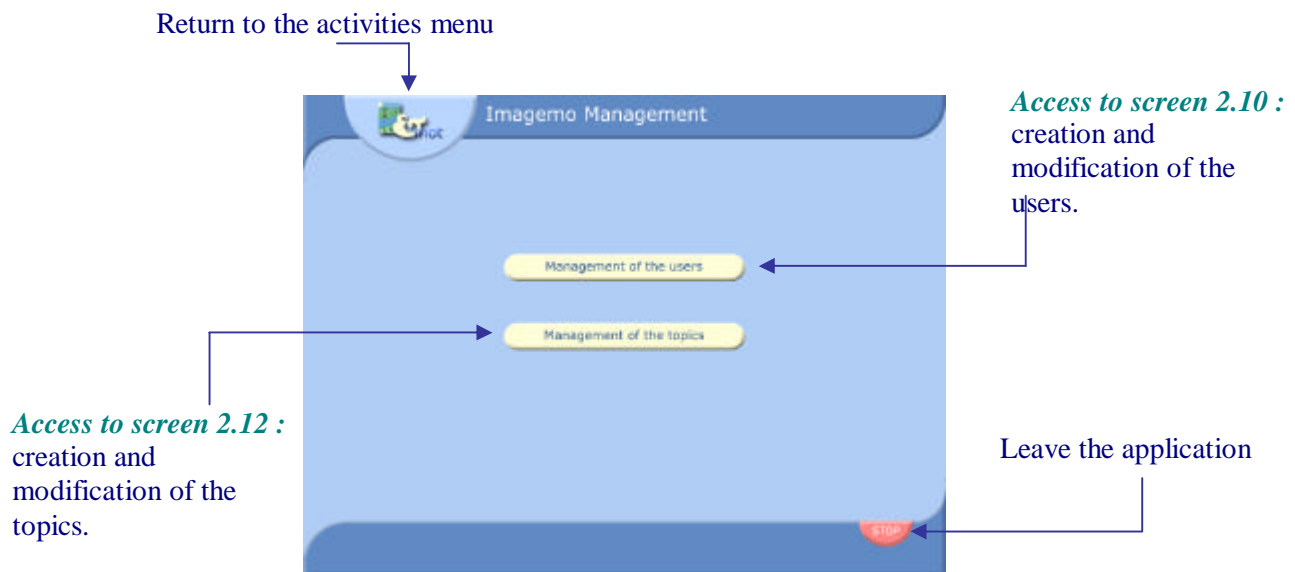 Return to the activities menu
Imagemo Management
Access to screen 2.10 :
creation and
modification of the
users.
Management of the users
Management of the topics
Access to screen 2.12 :
creation and
modification of the
topics.
Leave the application
STOP